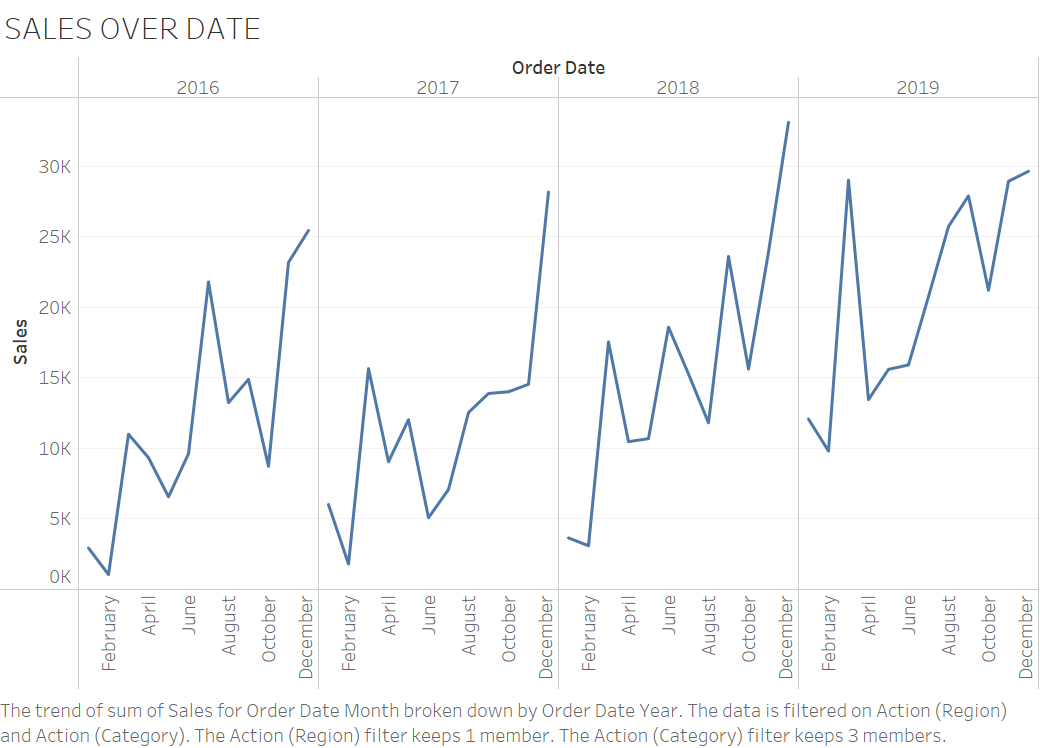 SALES OVER DATE
Order Date
2016 2017 2018 2019
30K
25K
20K
15K
10K
5K
0K
Sales
February April June August October December February April June August October December February April June August October December February April June August October December
The trend of sum of Sales for Order Date Month broken down by Order Date Year. The data is filtered on Action (Region)
and Action (Category). The Action (Region) filter keeps 1 member. The Action (Category) filter keeps 3 members.